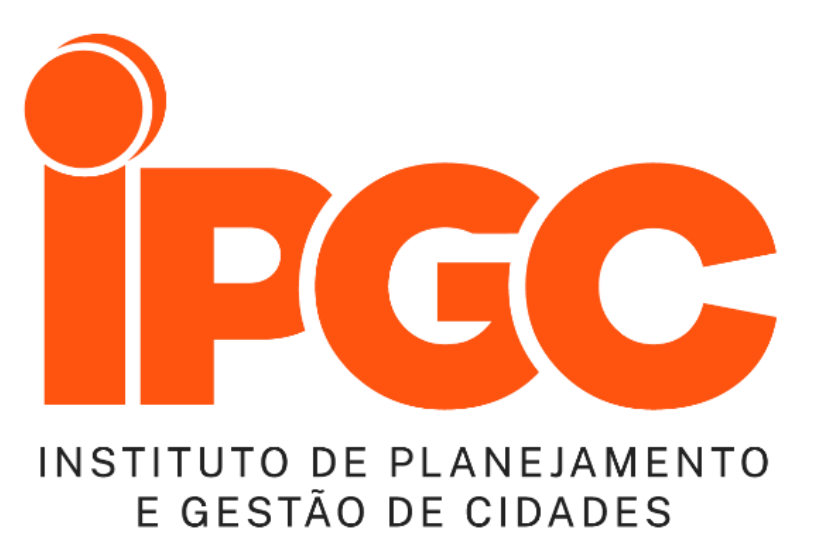 iPGC
INSTITUTO DE PLANEJAMENTO
E GESTÃO DE CIDADES